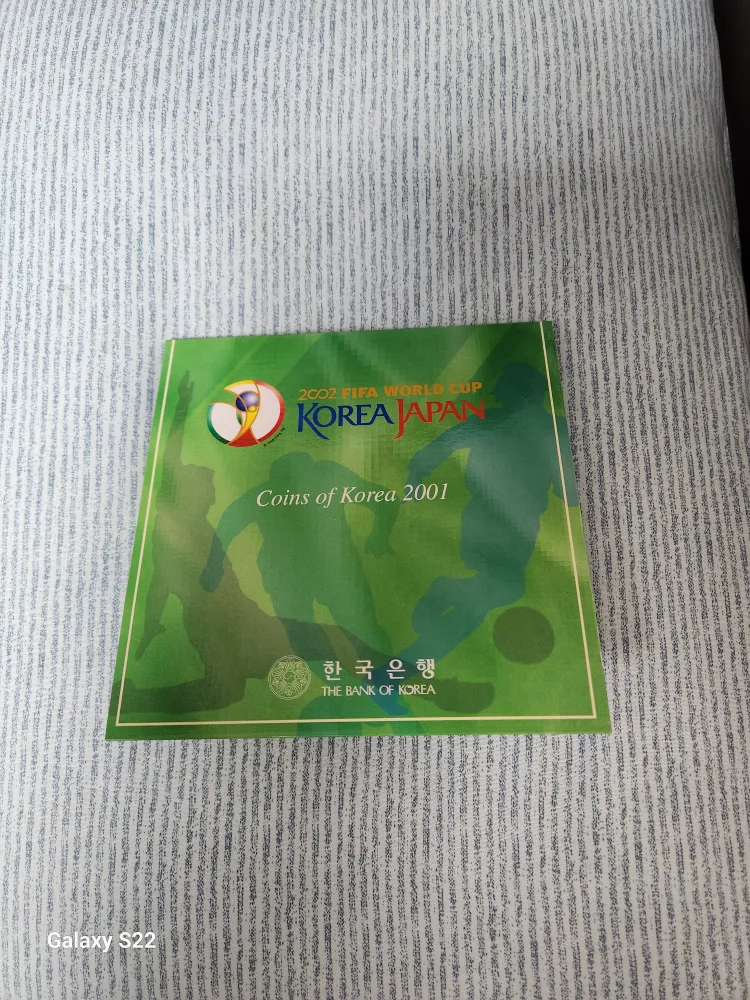 2002 FIFA WORLD CUP
KOREA JAPAN
Coins of Korea 2001
한국은행
THE BANK OF KOREA
Galaxy S22